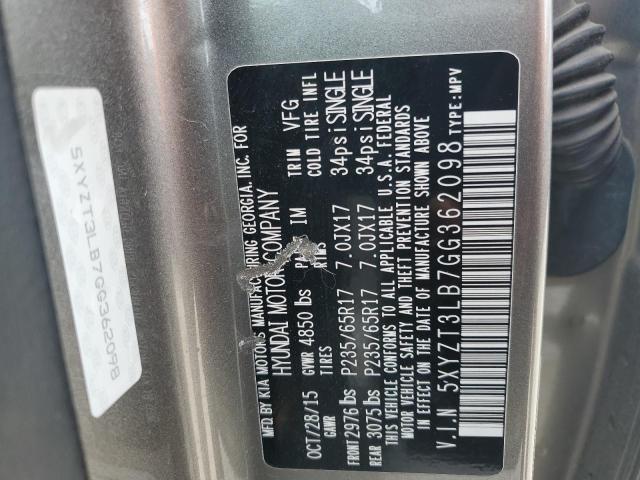 MFD BY KIA MOTORS MANUFACTURING GEORGIA, INC. FOR
HYUNDAI MOTOR COMPANY
OCT/28/15 GVWR 4850 lbs IM TRIM VFG
GAWR TIRES COLD TIRE INFL
FRONT 2976 lbs P235/65R17 7.0JX17 34psi SINGLE
REAR 3075 lbs P235/65R17 7.0JX17 34psi SINGLE
THIS VEHICLE CONFORMS TO ALL APPLICABLE U.S.A. FEDERAL
MOTOR VEHICLE SAFETY AND THEFT PREVENTION STANDARDS
IN EFFECT ON THE DATE OF MANUFACTURE SHOWN ABOVE
V.I.N 5XYZT3LB7GG362098 TYPE:MPV
5XYZT3LB7GG362098